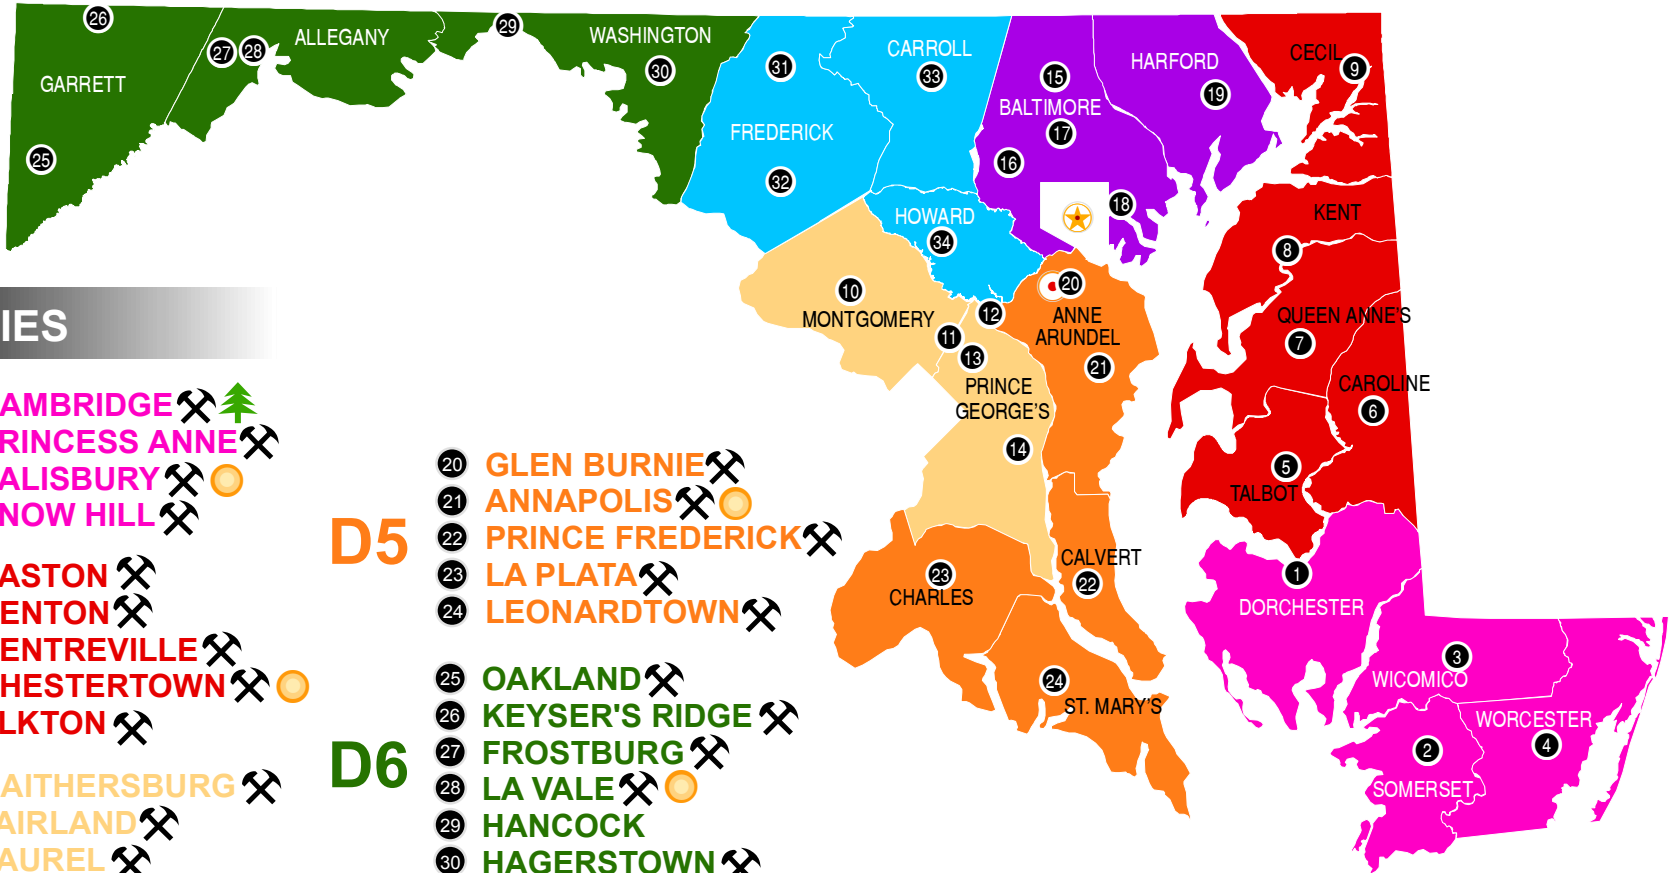 26
29
27
28
ALLEGANY
WASHINGTON
30
GARRETT
25
31
FREDERICK
32
CARROLL
33
HOWARD
34
15
BALTIMORE
17
16
18
HARFORD
19
CECIL
9
KENT
8
QUEEN ANNE'S
7
CAROLINE
6
5
TALBOT
10
MONTGOMERY
11
12
13
PRINCE
GEORGE'S
14
20
ANNE
ARUNDEL
21
CALVERT
22
23
CHARLES
24
ST. MARY'S
1
DORCHESTER
3
WICOMICO
2
SOMERSET
WORCESTER
4
IES
AMBRIDGE
RINCESS ANNE
ALISBURY
NOW HILL
ASTON
ENTON
ENTREVILLE
HESTERTOWN
LKTON
AITHERSBURG
AIRLAND
AUREL
D5
20 GLEN BURNIE
21 ANNAPOLIS
22 PRINCE FREDERICK
23 LA PLATA
24 LEONARDTOWN
D6
25 OAKLAND
26 KEYSER'S RIDGE
27 FROSTBURG
28 LA VALE
29 HANCOCK
30 HAGERSTOWN